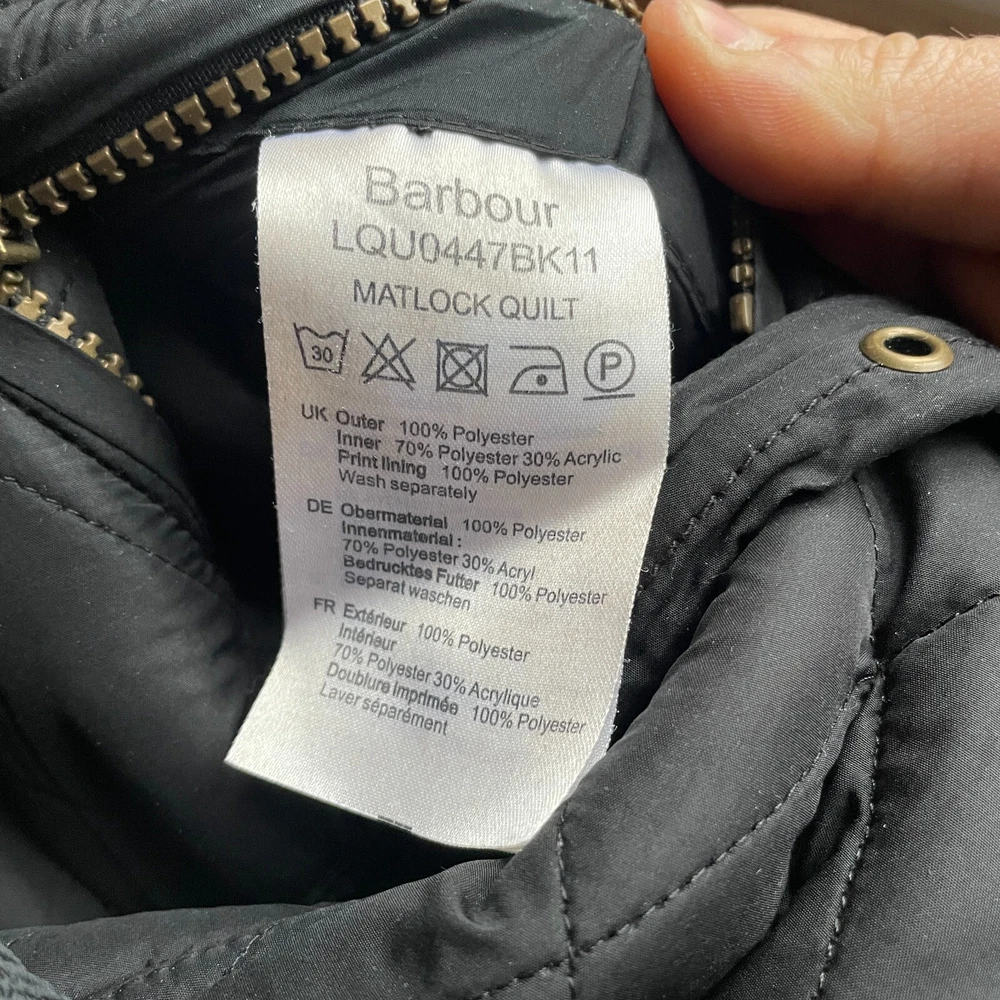 Barbour
LQU0447BK11
MATLOCK QUILT
30 P
UK Outer 100% Polyester
Inner 70% Polyester 30% Acrylic
Print lining 100% Polyester
Wash separately
DE Obermaterial 100% Polyester
Innenmaterial:
70% Polyester 30% Acryl
Bedrucktes Futter 100% Polyester
Separat waschen
FR Extérieur 100% Polyester
Intérieur
70% Polyester 30% Acrylique
Doublure Imprimée 100% Polyester
Laver séparément